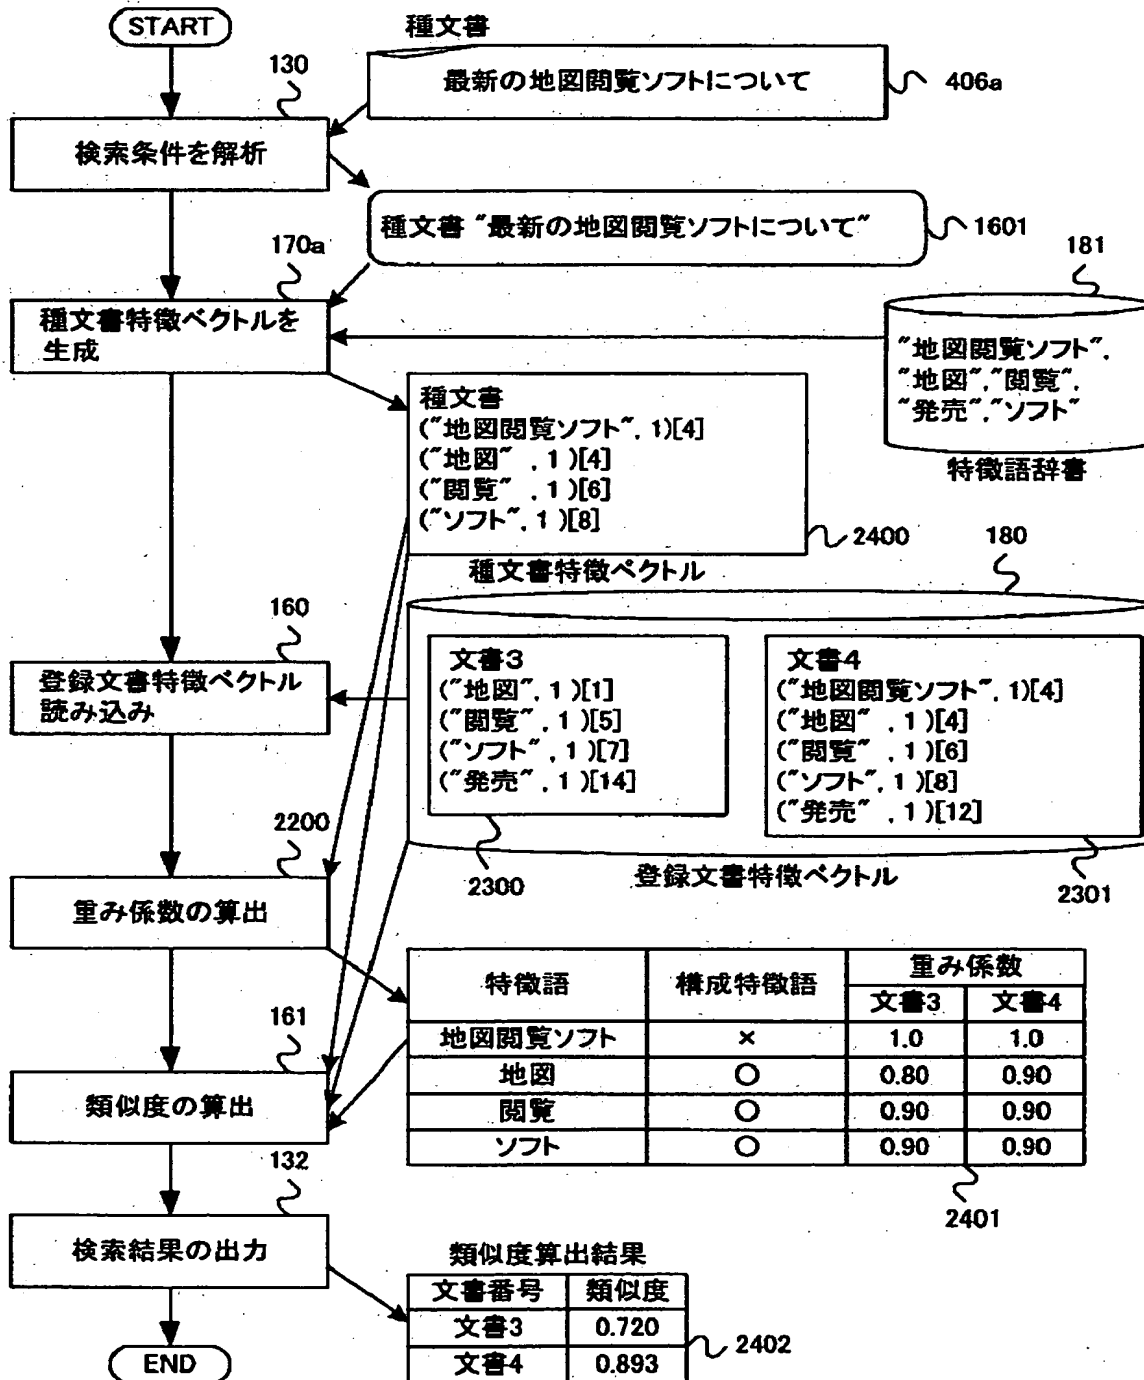 START
種文書
130
最新の地図閲覧ソフトについて
406a
検索条件を解析
種文書 "最新の地図閲覧ソフトについて"
1601
170a
181
種文書特徴ベクトルを
生成
"地図閲覧ソフト",
"地図","閲覧",
"発売","ソフト"
特徴語辞書
種文書
("地図閲覧ソフト", 1)[4]
("地図" , 1 )[4]
("閲覧" , 1 )[6]
("ソフト", 1 )[8]
2400
種文書特徴ベクトル
180
160
登録文書特徴ベクトル
読み込み
文書3
("地図", 1 )[1]
("閲覧", 1 )[5]
("ソフト", 1 )[7]
("発売", 1 )[14]
文書4
("地図閲覧ソフト", 1)[4]
("地図" , 1 )[4]
("閲覧" , 1 )[6]
("ソフト", 1 )[8]
("発売" , 1 )[12]
2300
登録文書特徴ベクトル
2301
2200
重み係数の算出
特徴語 構成特徴語 重み係数
文書3 文書4
地図閲覧ソフト × 1.0 1.0
地図 ○ 0.80 0.90
閲覧 ○ 0.90 0.90
ソフト ○ 0.90 0.90
2401
161
類似度の算出
132
検索結果の出力
類似度算出結果
文書番号 類似度
文書3 0.720
文書4 0.893
2402
END